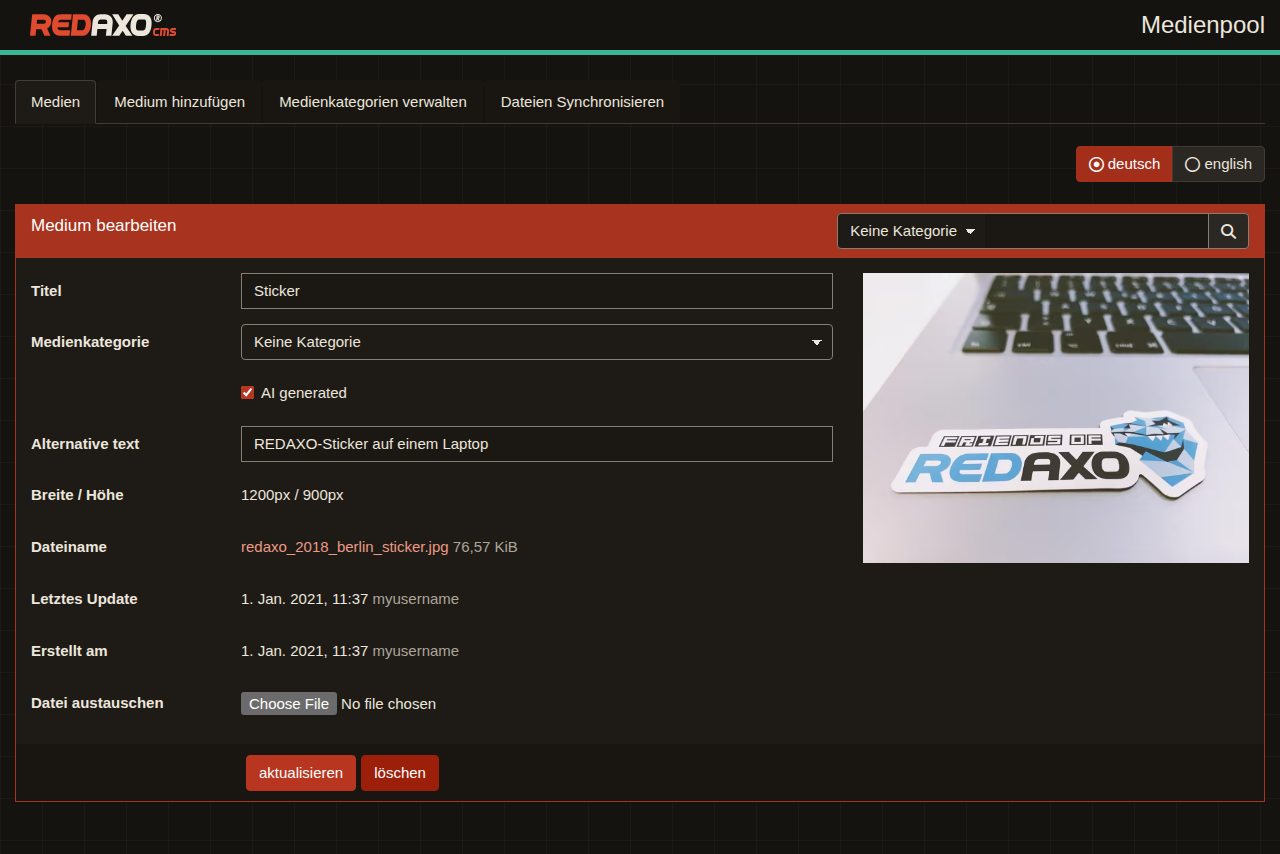 REDAXO® cms
Medienpool
Medien
Medium hinzufügen
Medienkategorien verwalten
Dateien Synchronisieren
deutsch
english
Medium bearbeiten
Keine Kategorie
Titel
Sticker
Medienkategorie
Keine Kategorie
AI generated
Alternative text
REDAXO-Sticker auf einem Laptop
Breite / Höhe
1200px / 900px
Dateiname
redaxo_2018_berlin_sticker.jpg 76,57 KiB
Letztes Update
1. Jan. 2021, 11:37 myusername
Erstellt am
1. Jan. 2021, 11:37 myusername
Datei austauschen
Choose File No file chosen
aktualisieren
löschen
FRIENDS OF
REDAXO